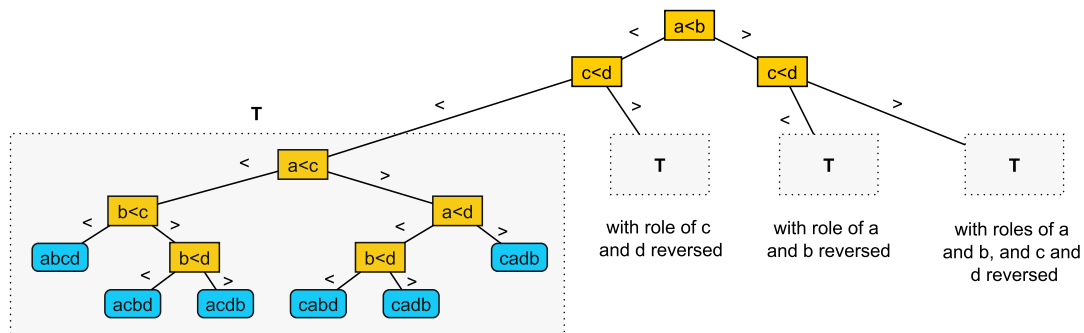 a<b
< >
c<d c<d
< > < >
T
a<c T T T
< >
b<c a<d
with role of c
and d reversed
with role of a
and b reversed
with roles of a
and b, and c and
d reversed
< > < >
abcd b<d b<d cadb
< > < >
acbd acdb cabd cadb